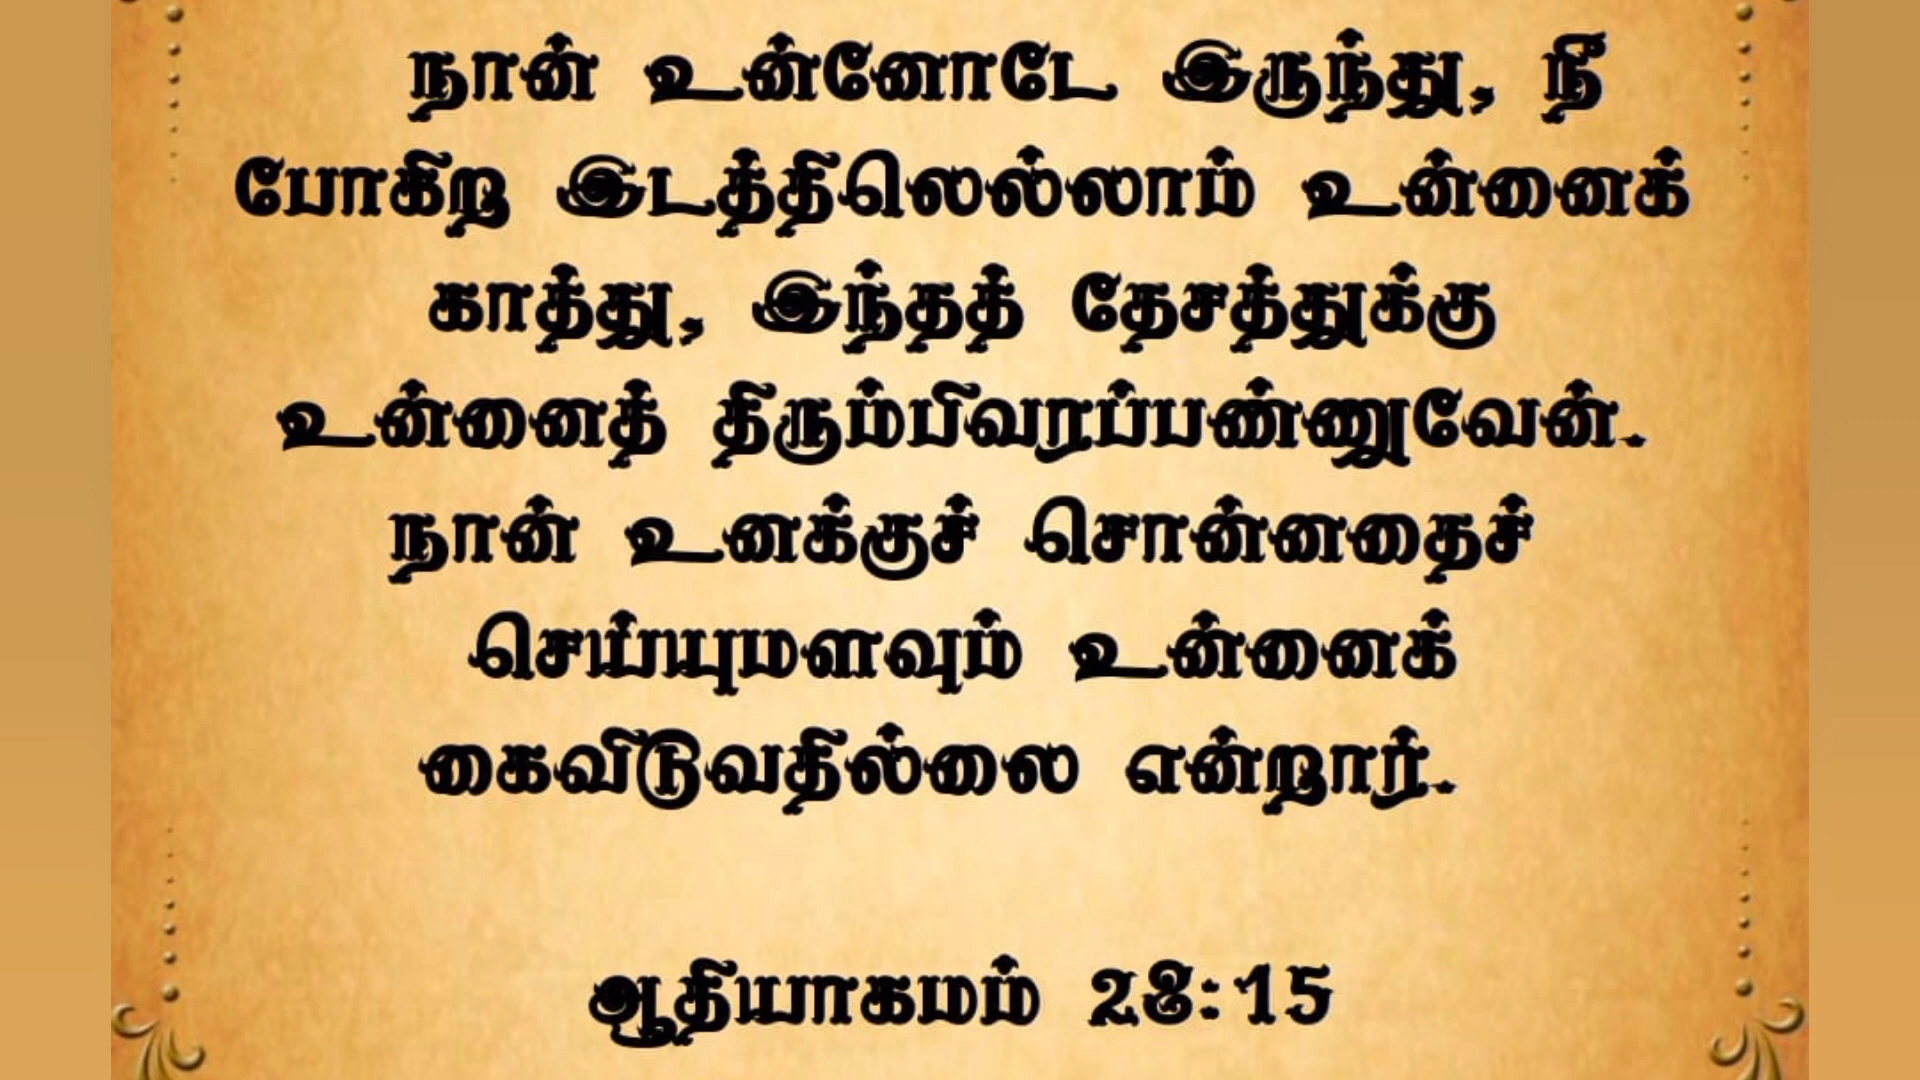 நான் உன்னோடே இருந்து, நீ
போகிற இடத்திலெல்லாம் உன்னைக்
காத்து, இந்தத் தேசத்துக்கு
உன்னைத் திரும்பிவரப்பண்ணுவேன்.
நான் உனக்குச் சொன்னதைச்
செய்யுமளவும் உன்னைக்
கைவிடுவதில்லை என்றார்.
ஆதியாகமம் 28:15